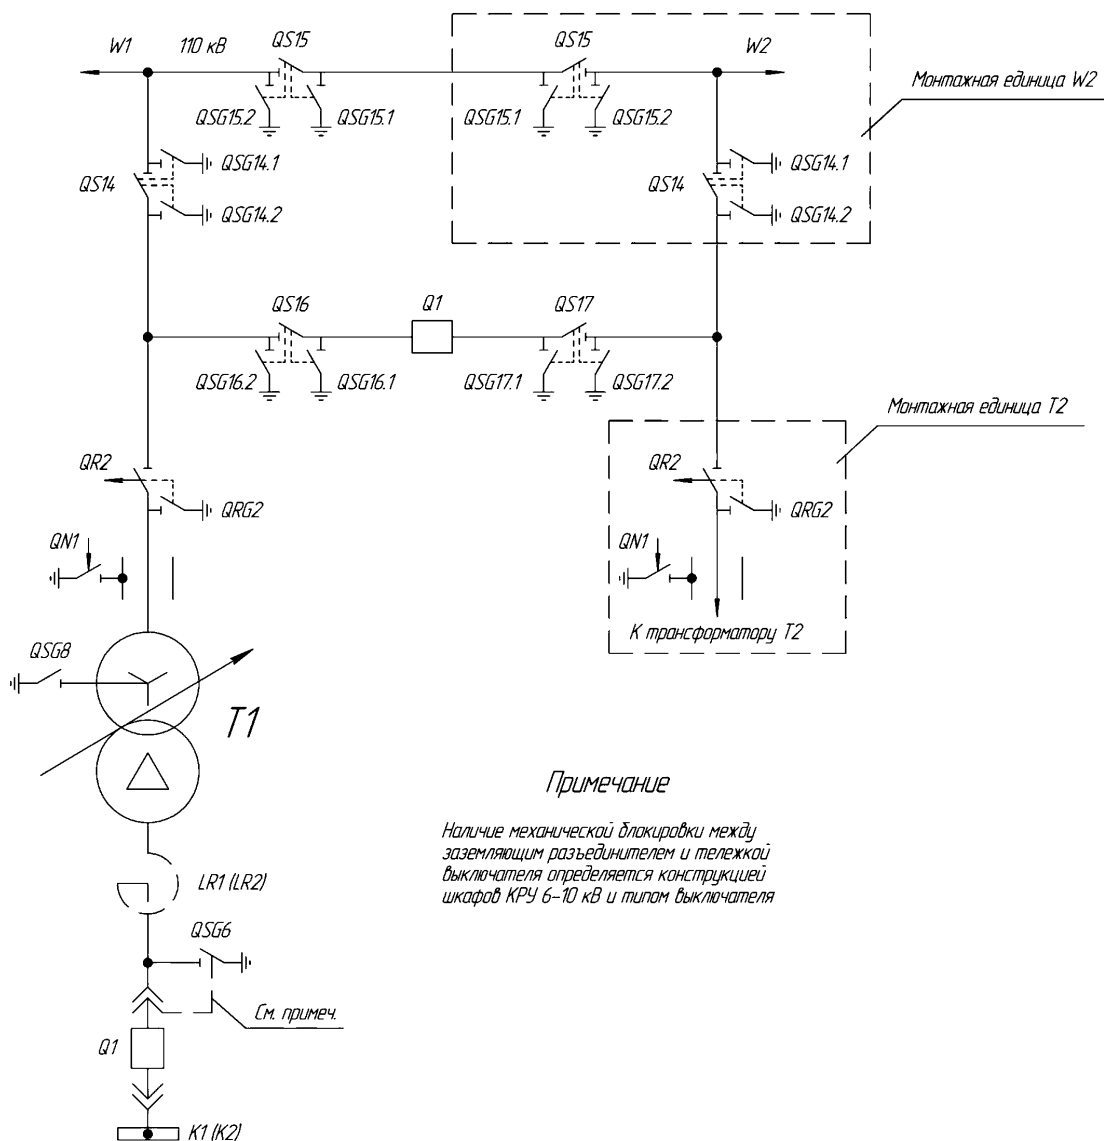 W1
110 кВ
QS15
QS15
W2
Монтажная единица W2
QSG15.2
QSG15.1
QSG15.1
QSG15.2
QSG14.1
QS14
QSG14.2
QSG14.1
QS14
QSG14.2
QS16
Q1
QS17
QSG16.2
QSG16.1
QSG17.1
QSG17.2
Монтажная единица Т2
QR2
QRG2
QR2
QRG2
QN1
QN1
К трансформатору Т2
QSG8
T1
Примечание
Наличие механической блокировки между
заземляющим разъединителем и тележкой
выключателя определяется конструкцией
шкафов КРУ 6-10 кВ и типом выключателя
LR1 (LR2)
QSG6
См. примеч.
Q1
K1 (K2)